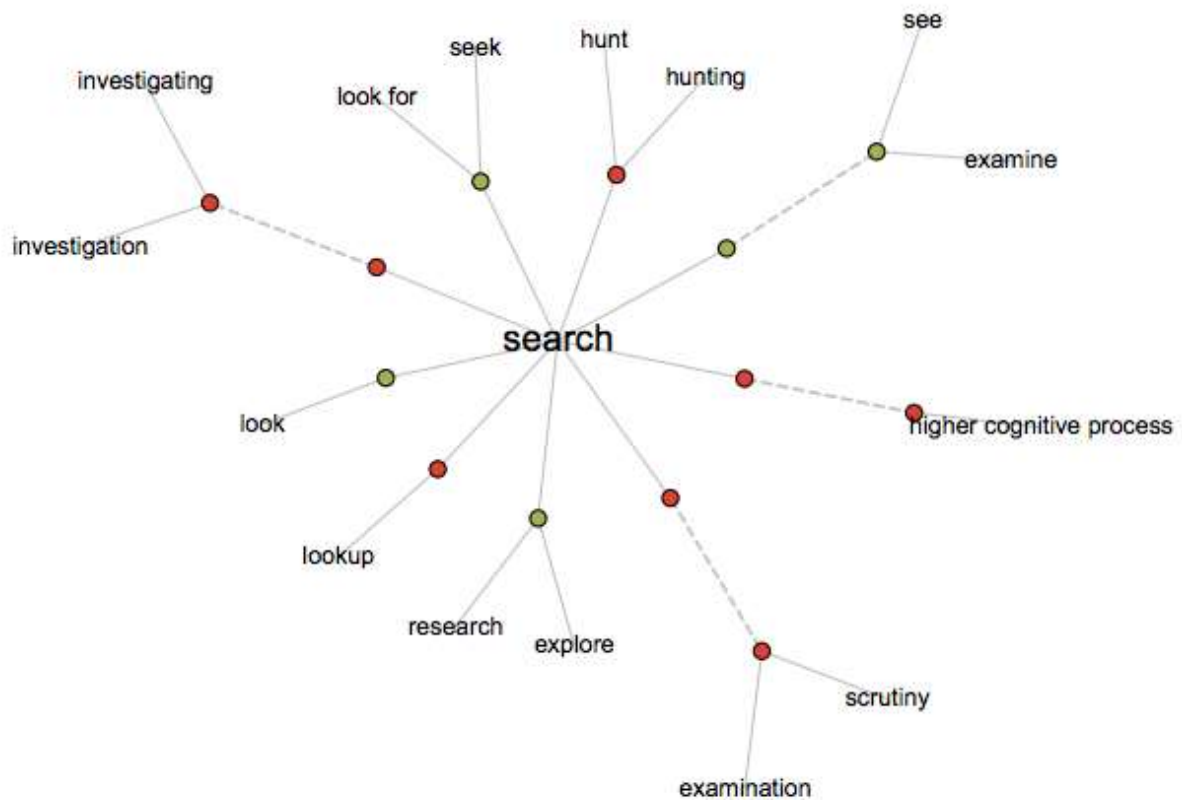 see
hunt
seek
hunting
investigating
look for
examine
investigation
search
look
higher cognitive process
lookup
research
explore
scrutiny
examination